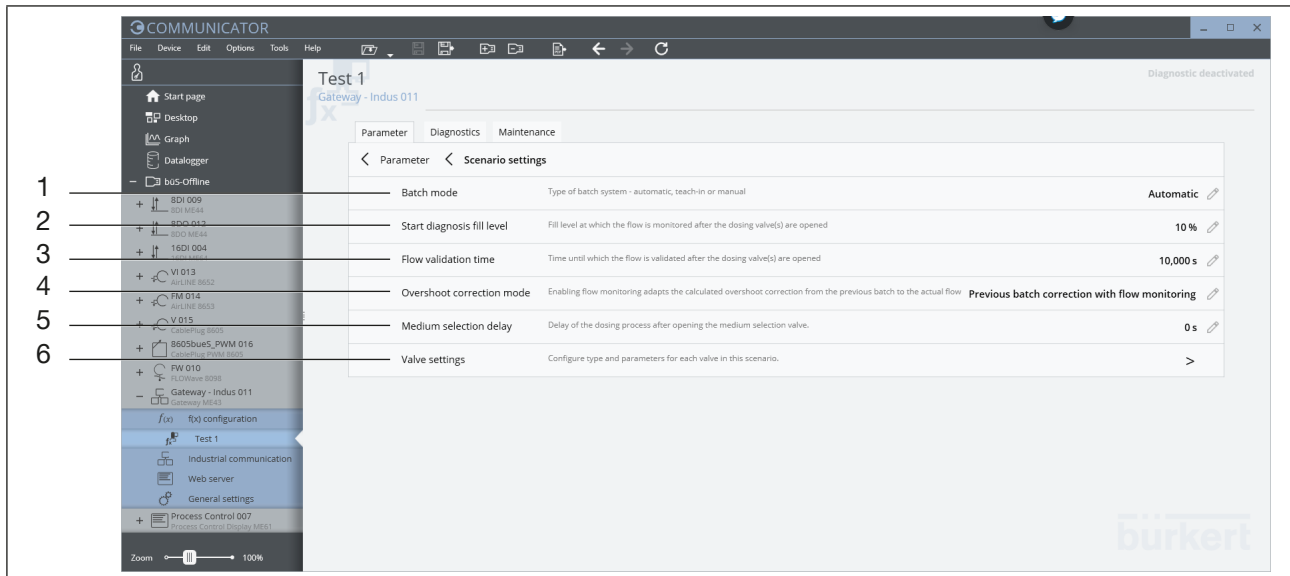 COMMUNICATOR
File Device Edit Options Tools Help
Start page
Desktop
Graph
Datalogger
büS-Offline
8DI 009
8DI ME44
8DO 012
8DO ME44
16DI 004
16DI ME64
VI 013
AirLINE 8652
FM 014
AirLINE 8653
V 015
CablePlug 8605
8605bueS_PWM 016
CablePlug PWM 8605
FW 010
FLOWave 8098
Gateway - Indus 011
Gateway ME43
f(x) f(x) configuration
Test 1
Industrial communication
Web server
General settings
Process Control 007
Process Control Display ME61
Zoom 100%
Test 1
Diagnostic deactivated
Gateway - Indus 011
Parameter Diagnostics Maintenance
< Parameter < Scenario settings
1 Batch mode Type of batch system - automatic, teach-in or manual Automatic
2 Start diagnosis fill level Fill level at which the flow is monitored after the dosing valve(s) are opened 10 %
3 Flow validation time Time until which the flow is validated after the dosing valve(s) are opened 10,000 s
4 Overshoot correction mode Enabling flow monitoring adapts the calculated overshoot correction from the previous batch to the actual flow Previous batch correction with flow monitoring
5 Medium selection delay Delay of the dosing process after opening the medium selection valve. 0 s
6 Valve settings Configure type and parameters for each valve in this scenario. >
bürkert